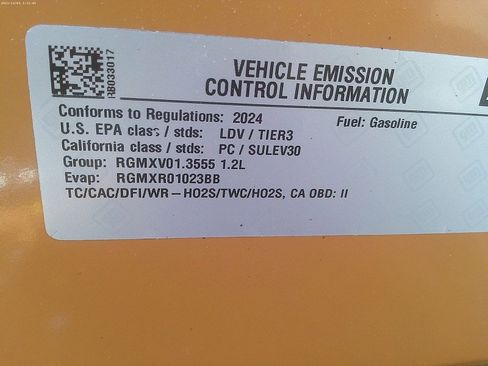 RB033017
VEHICLE EMISSION
CONTROL INFORMATION
Conforms to Regulations: 2024
Fuel: Gasoline
U.S. EPA class / stds: LDV / TIER3
California class / stds: PC / SULEV30
Group: RGMXV01.3555 1.2L
Evap: RGMXR01023BB
TC/CAC/DFI/WR-HO2S/TWC/HO2S, CA OBD: II